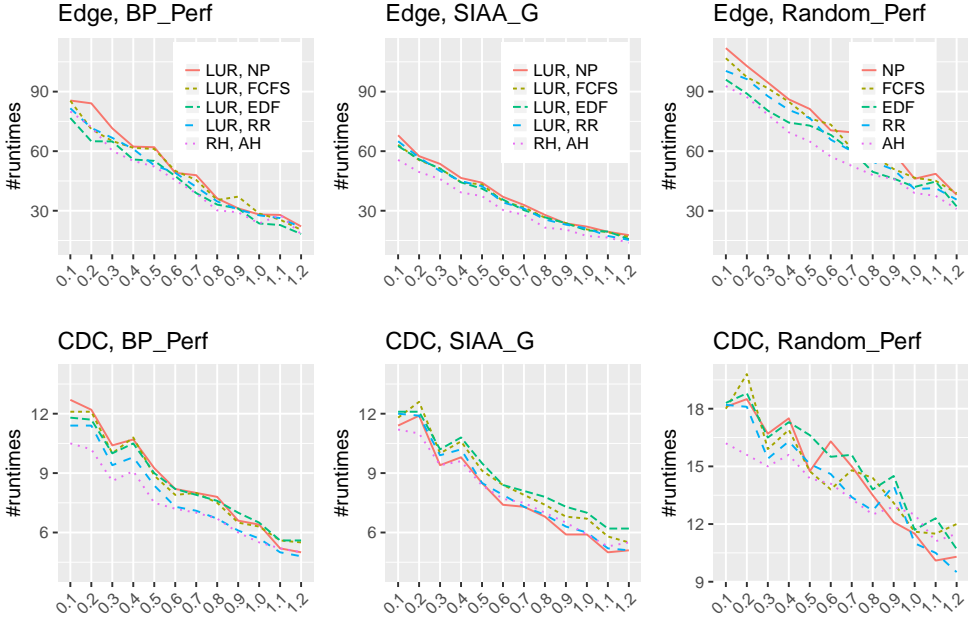 Edge, BP_Perf
#runtimes
90
60
30
LUR, NP
LUR, FCFS
LUR, EDF
LUR, RR
RH, AH
0.1 0.2 0.3 0.4 0.5 0.6 0.7 0.8 0.9 1.0 1.1 1.2
Edge, SIAA_G
#runtimes
90
60
30
LUR, NP
LUR, FCFS
LUR, EDF
LUR, RR
RH, AH
0.1 0.2 0.3 0.4 0.5 0.6 0.7 0.8 0.9 1.0 1.1 1.2
Edge, Random_Perf
#runtimes
90
60
30
NP
FCFS
EDF
RR
AH
0.1 0.2 0.3 0.4 0.5 0.6 0.7 0.8 0.9 1.0 1.1 1.2
CDC, BP_Perf
#runtimes
12
9
6
0.1 0.2 0.3 0.4 0.5 0.6 0.7 0.8 0.9 1.0 1.1 1.2
CDC, SIAA_G
#runtimes
12
9
6
0.1 0.2 0.3 0.4 0.5 0.6 0.7 0.8 0.9 1.0 1.1 1.2
CDC, Random_Perf
#runtimes
18
15
12
9
0.1 0.2 0.3 0.4 0.5 0.6 0.7 0.8 0.9 1.0 1.1 1.2